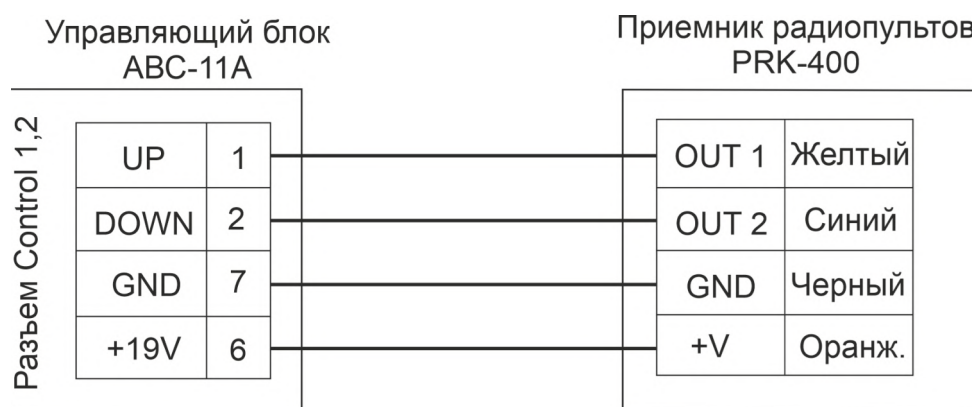 Управляющий блок
ABC-11A
Приемник радиопультов
PRK-400
Разъем Control 1,2
UP 1
DOWN 2
GND 7
+19V 6
OUT 1 Желтый
OUT 2 Синий
GND Черный
+V Оранж.